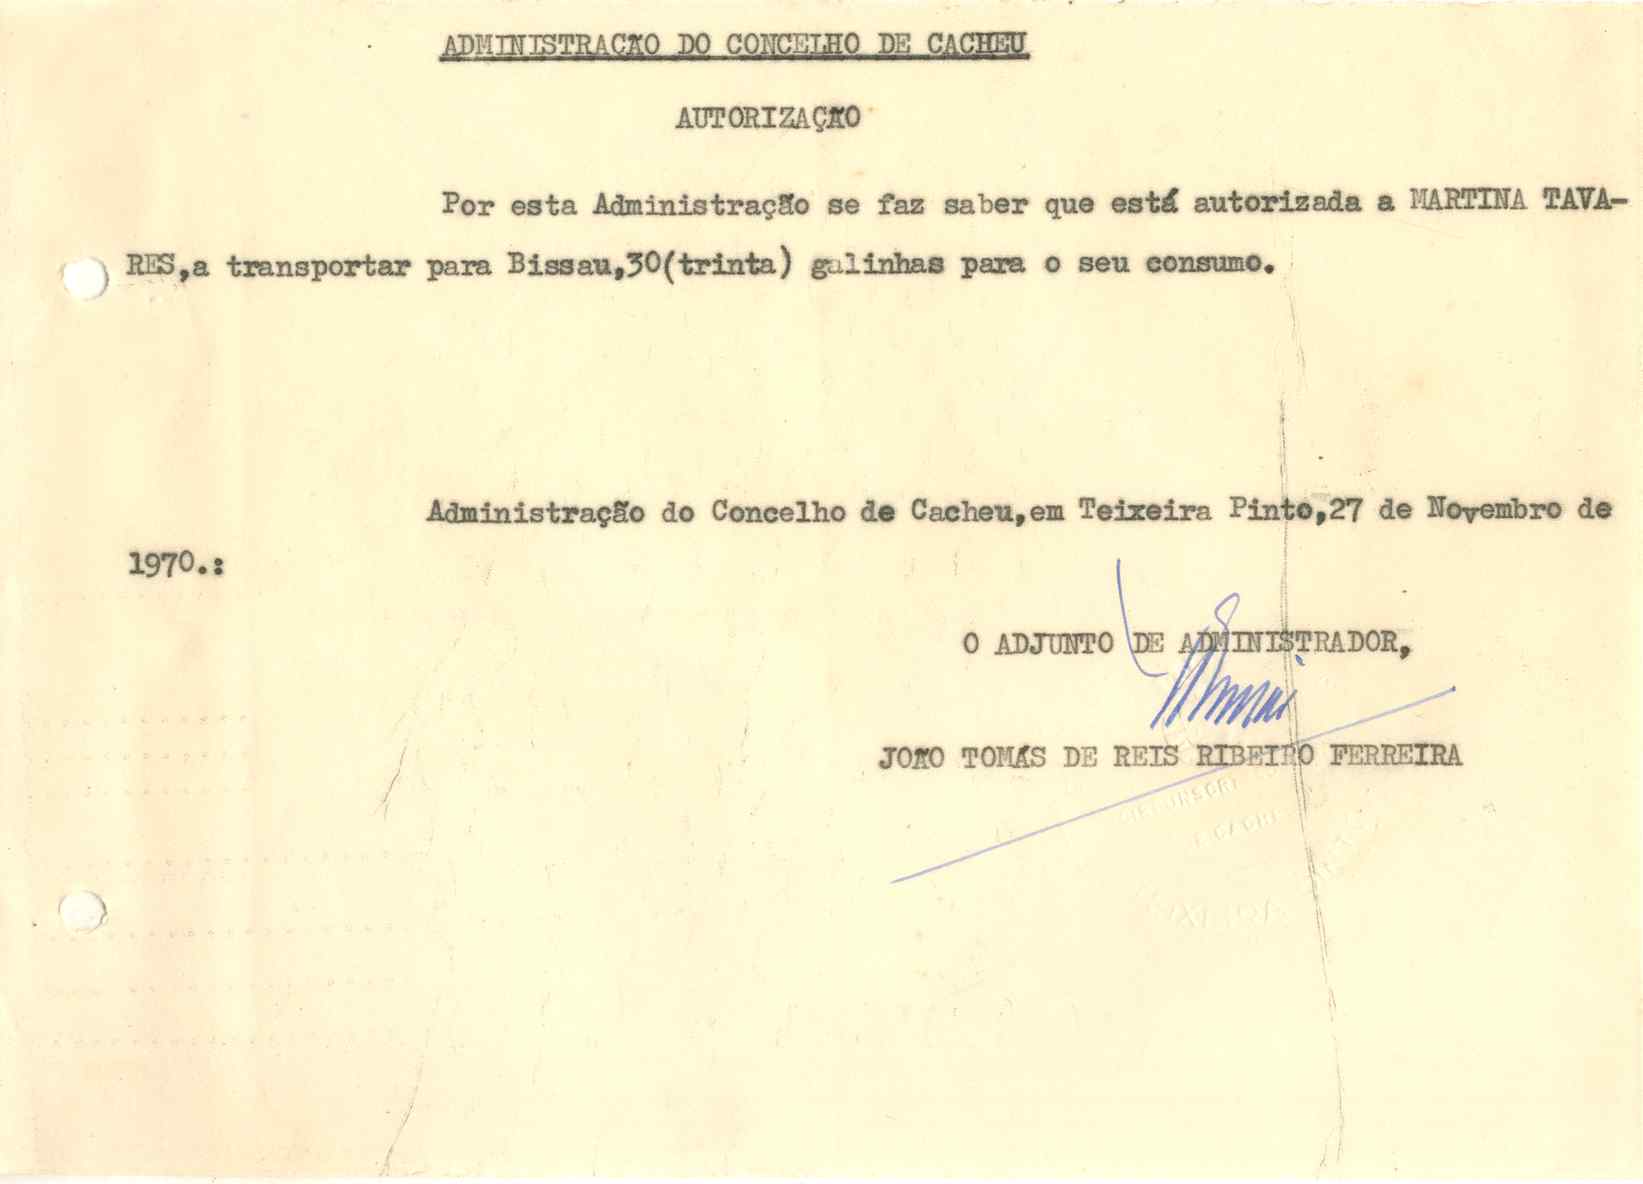 ADMINISTRACÃO DO CONCELHO DE CACHEU
AUTORIZAÇÃO
Por esta Administração se faz saber que está autorizada a MARTINA TAVA-
RES,a transportar para Bissau,30(trinta) galinhas para o seu consumo.
Administração do Concelho de Cacheu,em Teixeira Pinto,27 de Novembro de
1970.:
O ADJUNTO DE ADMINISTRADOR,
JOÃO TOMÁS DE REIS RIBEIRO FERREIRA